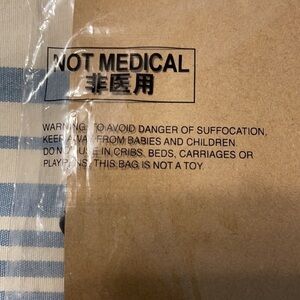 NOT MEDICAL
非医用
WARNING: TO AVOID DANGER OF SUFFOCATION,
KEEP AWAY FROM BABIES AND CHILDREN.
DO NOT USE IN CRIBS, BEDS, CARRIAGES OR
PLAYPENS, THIS BAG IS NOT A TOY.